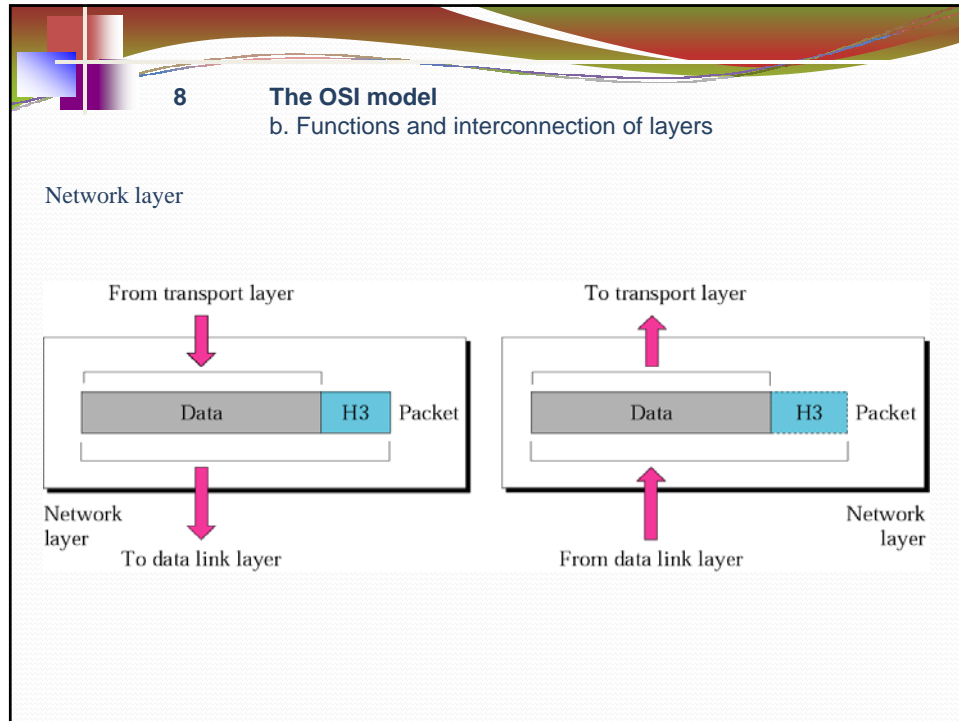 8 The OSI model
b. Functions and interconnection of layers
Network layer
From transport layer
Data H3 Packet
Network
layer
To data link layer
To transport layer
Data H3 Packet
Network
layer
From data link layer